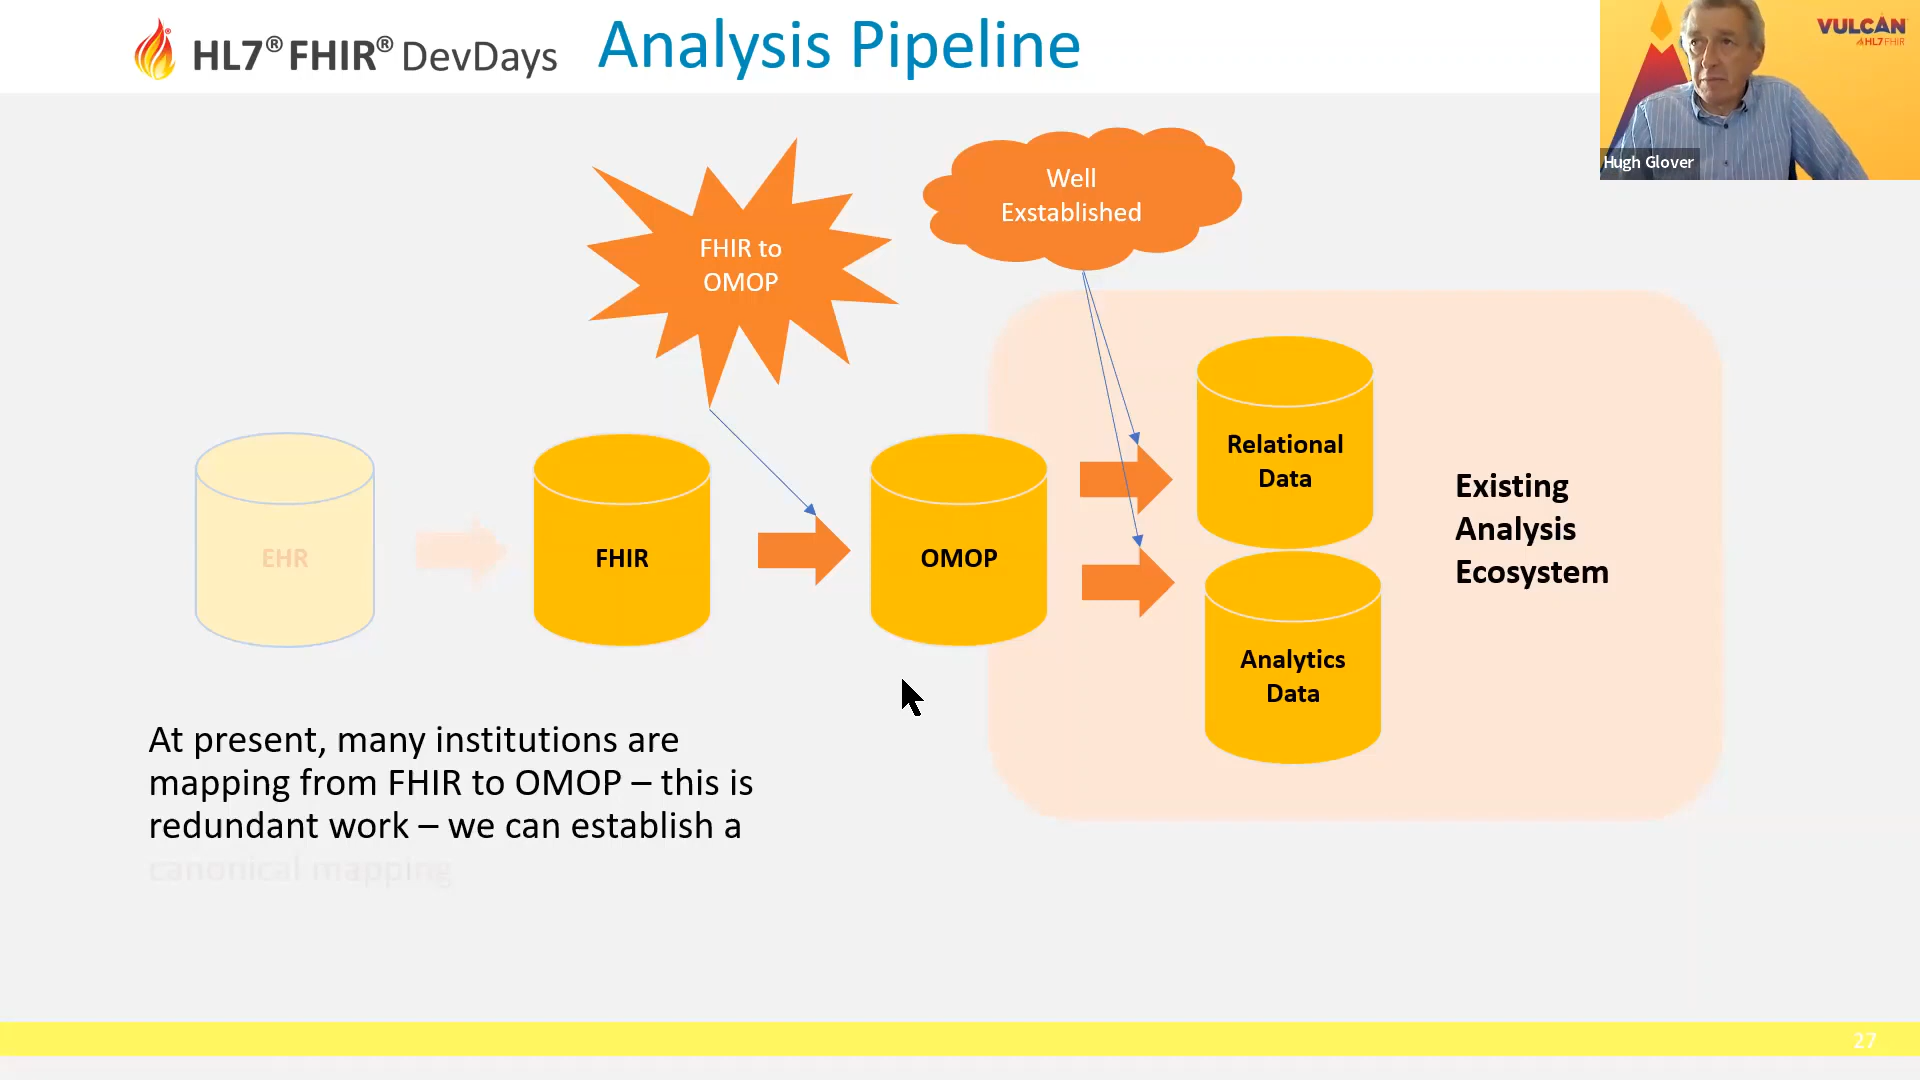 HL7® FHIR® DevDays
Analysis Pipeline
VULCAN
HL7 FHIR
Hugh Glover
FHIR to
OMOP
Well
Exstablished
EHR
FHIR
OMOP
Relational
Data
Analytics
Data
Existing
Analysis
Ecosystem
At present, many institutions are
mapping from FHIR to OMOP – this is
redundant work – we can establish a
canonical mapping
27